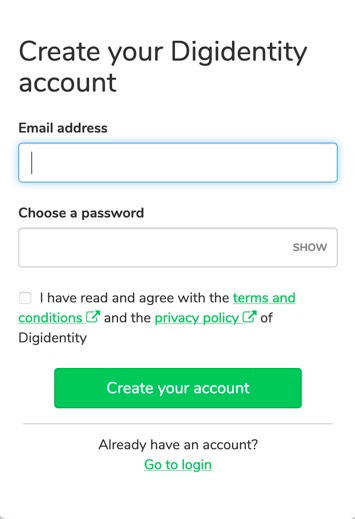 Create your Digidentity
account
Email address
Choose a password
SHOW
I have read and agree with the terms and
conditions and the privacy policy of
Digidentity
Create your account
Already have an account?
Go to login